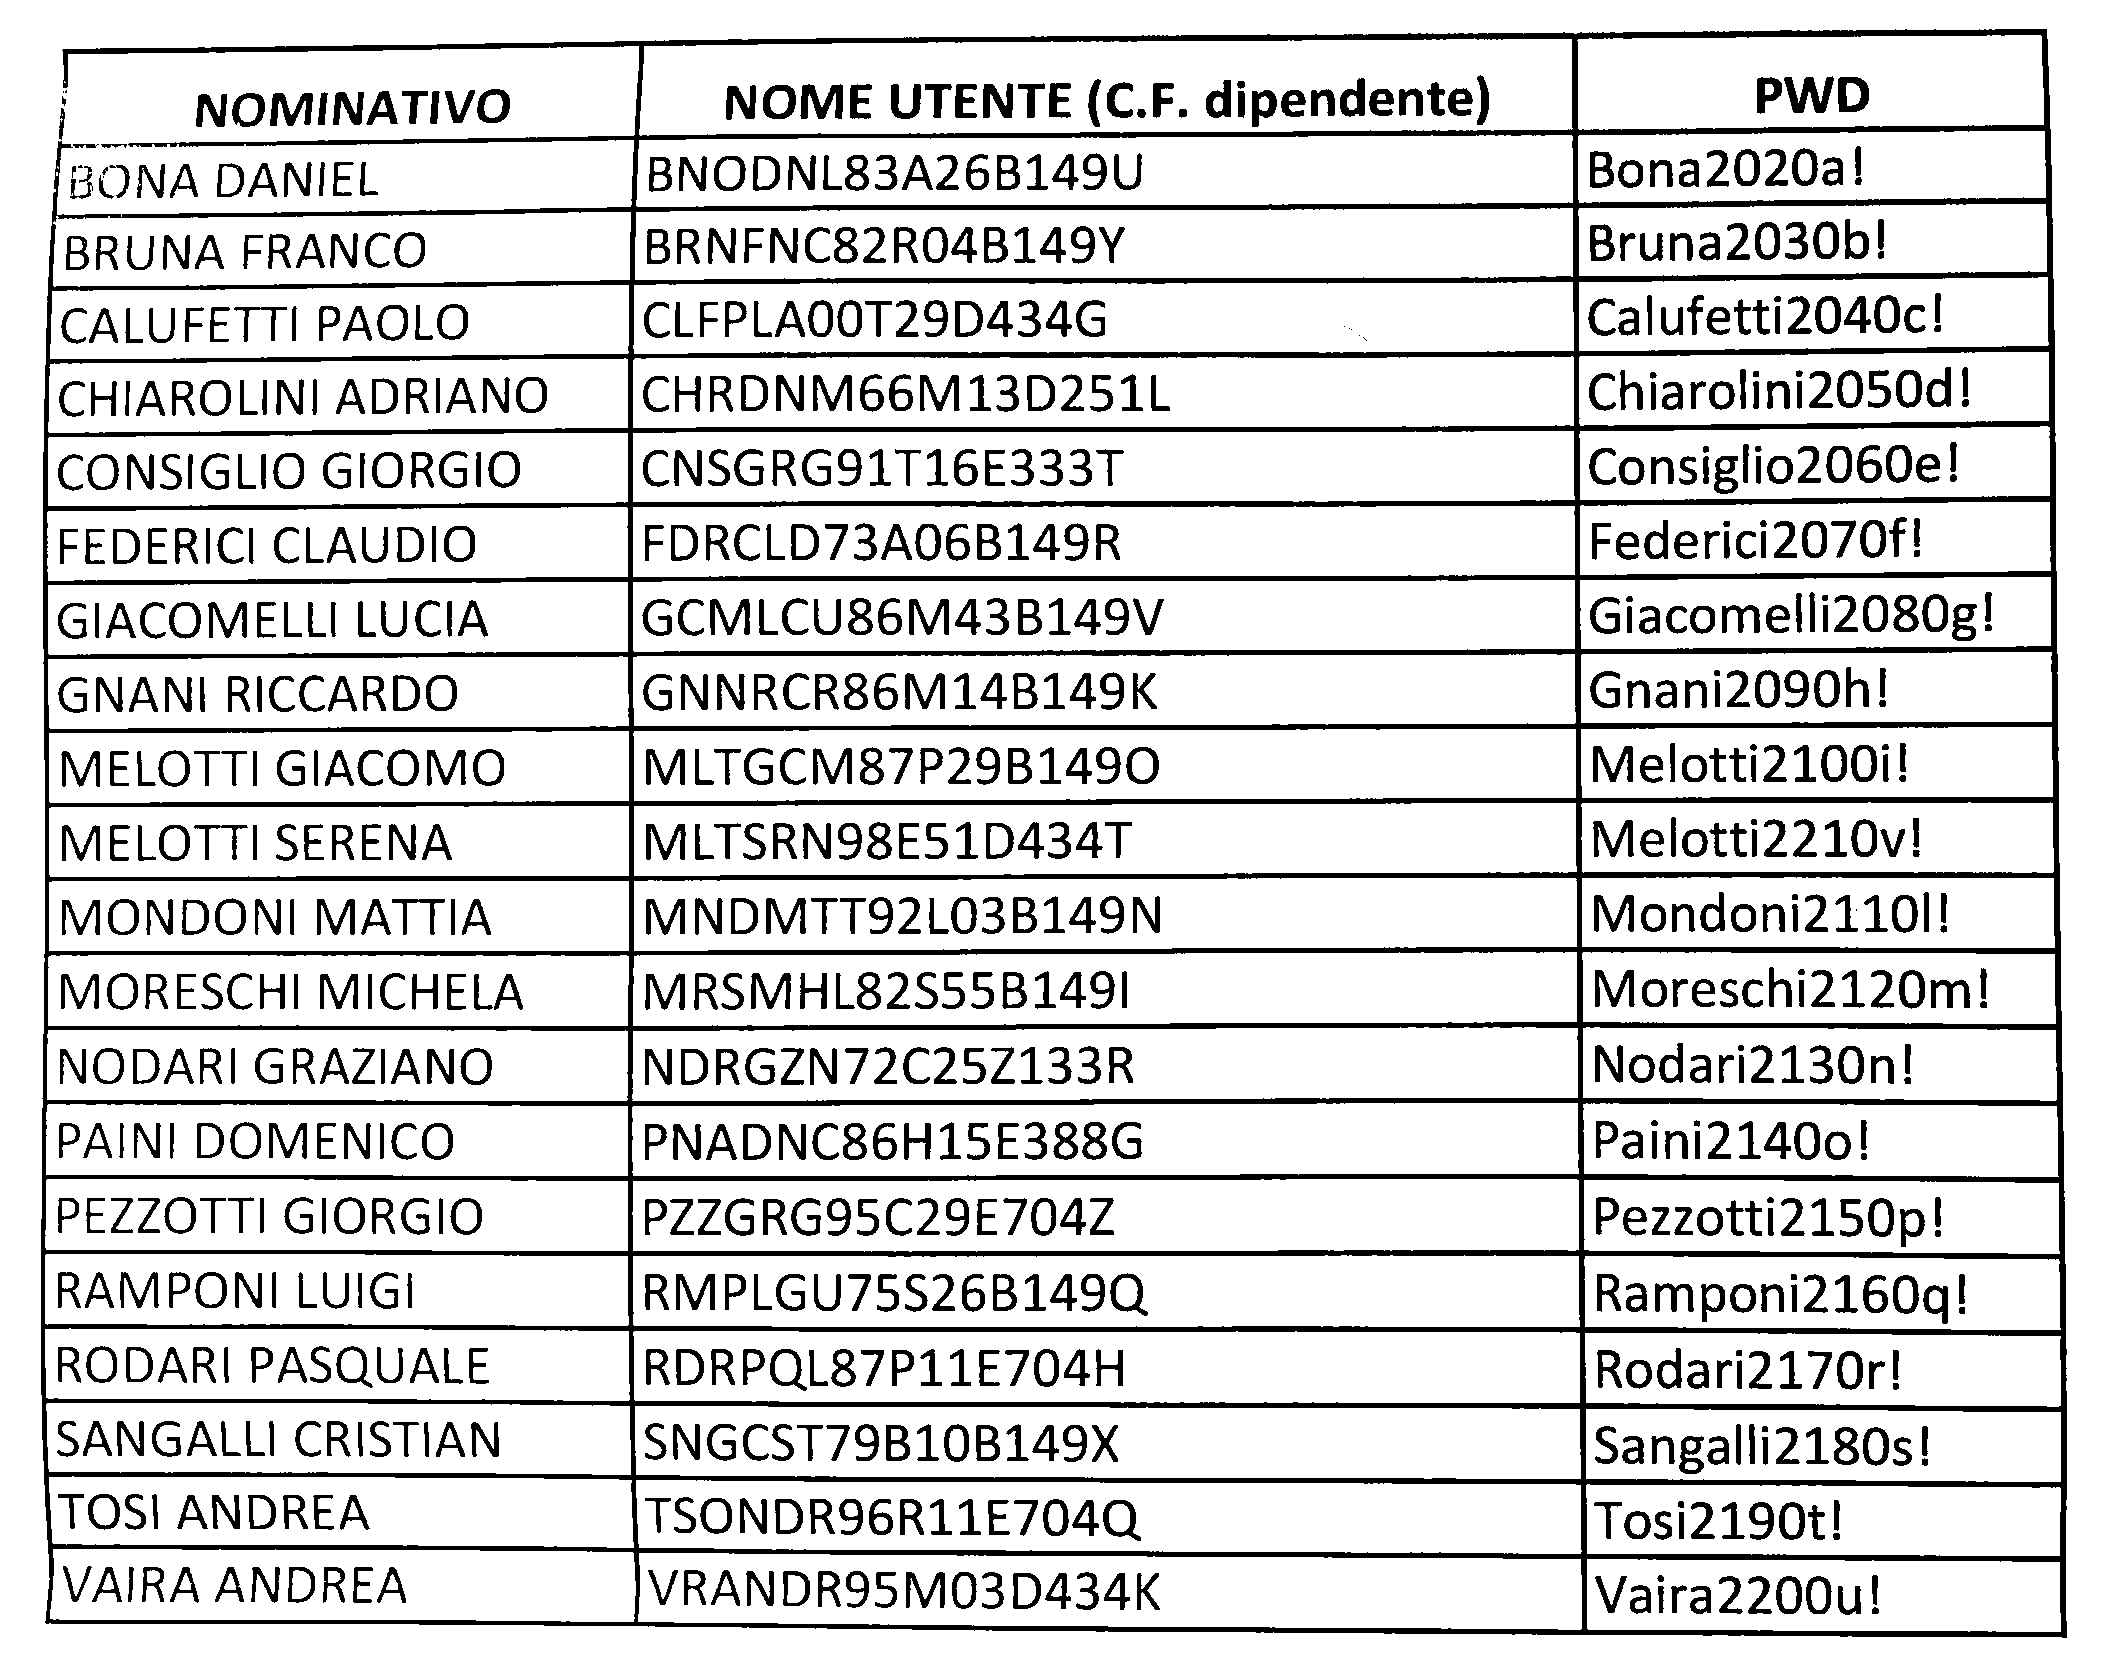 NOMINATIVO NOME UTENTE (C.F. dipendente) PWD
BONA DANIEL BNODNL83A26B149U Bona2020a!
BRUNA FRANCO BRNFNC82R04B149Y Bruna2030b!
CALUFETTI PAOLO CLFPLA00T29D434G Calufetti2040c!
CHIAROLINI ADRIANO CHRDNM66M13D251L Chiarolini2050d!
CONSIGLIO GIORGIO CNSGRG91T16E333T Consiglio2060e!
FEDERICI CLAUDIO FDRCLD73A06B149R Federici2070f!
GIACOMELLI LUCIA GCMLCU86M43B149V Giacomelli2080g!
GNANI RICCARDO GNNRCR86M14B149K Gnani2090h!
MELOTTI GIACOMO MLTGCM87P29B149O Melotti2100i!
MELOTTI SERENA MLTSRN98E51D434T Melotti2210v!
MONDONI MATTIA MNDMTT92L03B149N Mondoni2110l!
MORESCHI MICHELA MRSMHL82S55B149I Moreschi2120m!
NODARI GRAZIANO NDRGZN72C25Z133R Nodari2130n!
PAINI DOMENICO PNADNC86H15E388G Paini2140o!
PEZZOTTI GIORGIO PZZGRG95C29E704Z Pezzotti2150p!
RAMPONI LUIGI RMPLGU75S26B149Q Ramponi2160q!
RODARI PASQUALE RDRPQL87P11E704H Rodari2170r!
SANGALLI CRISTIAN SNGCST79B10B149X Sangalli2180s!
TOSI ANDREA TSONDR96R11E704Q Tosi2190t!
VAIRA ANDREA VRANDR95M03D434K Vaira2200u!